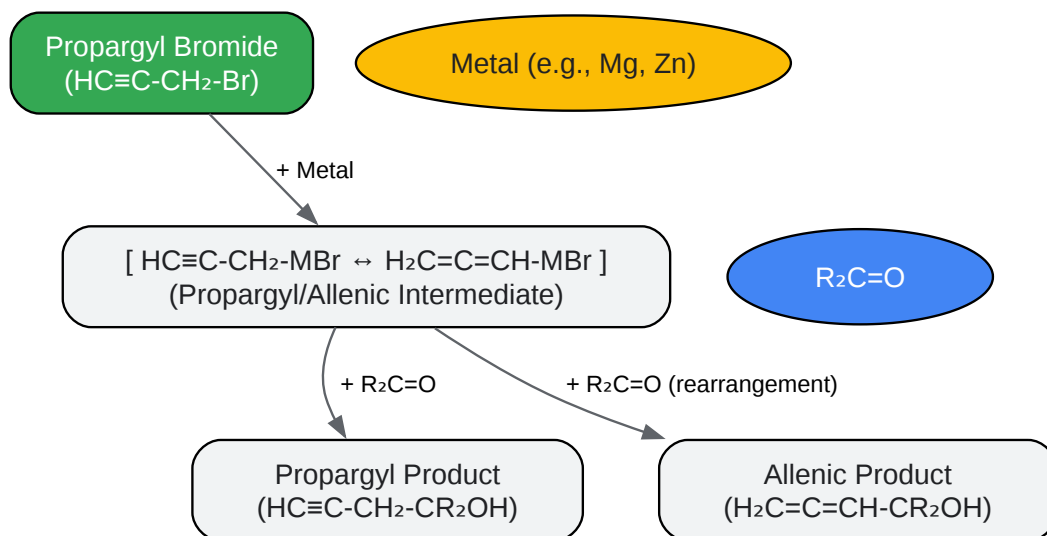 Propargyl Bromide
(HC≡C-CH₂-Br)
Metal (e.g., Mg, Zn)
+ Metal
[ HC≡C-CH₂-MBr ↔ H₂C=C=CH-MBr ]
(Propargyl/Allenic Intermediate)
R₂C=O
+ R₂C=O
+ R₂C=O (rearrangement)
Propargyl Product
(HC≡C-CH₂-CR₂OH)
Allenic Product
(H₂C=C=CH-CR₂OH)